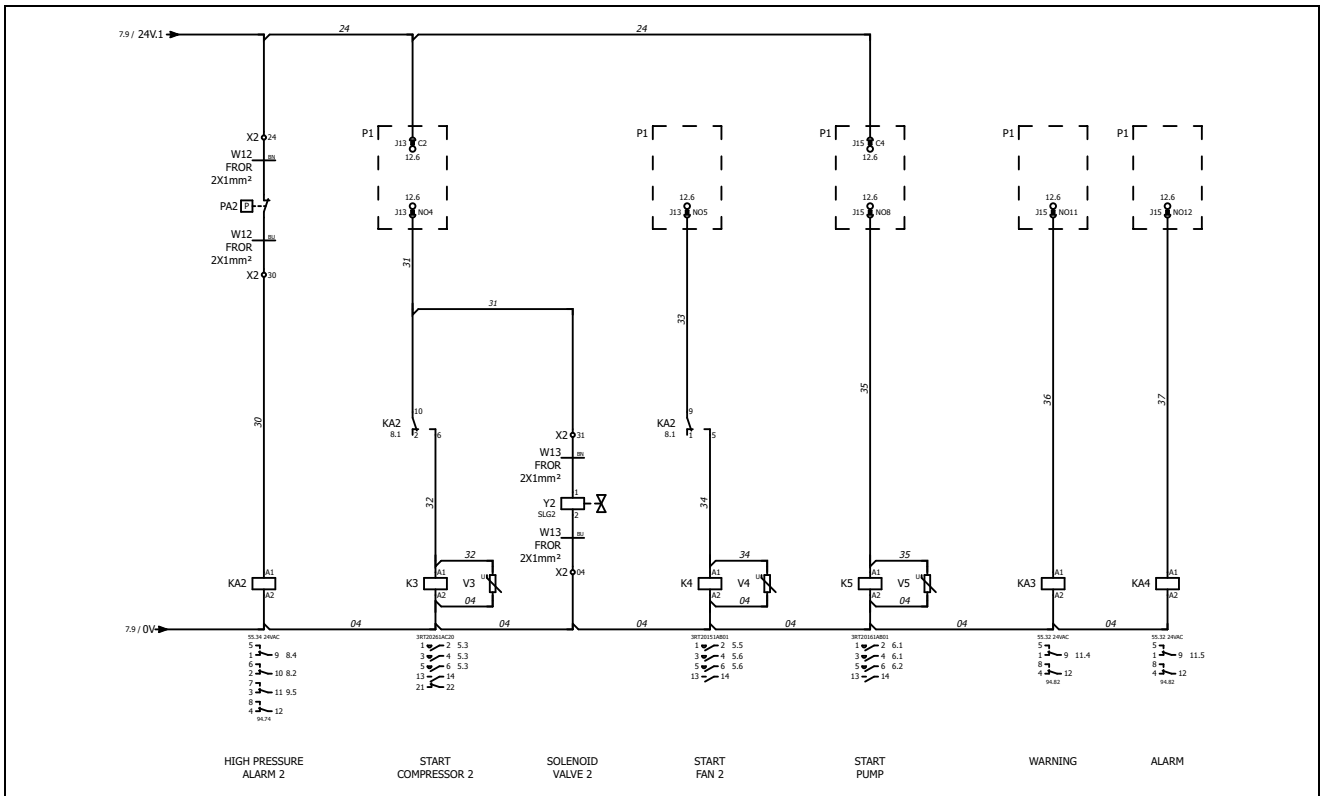 7.9 / 24V.1
24
24
X2 24
W12 BN
FROR
2X1mm²
PA2 P
W12 BU
FROR
2X1mm²
X2 30
30
KA2 A1
A2
P1
J13 C2
12.6
12.6
J13 NO4
31
31
10
KA2
8.1 2 6
32
32
K3 A1
A2
V3 U
04
X2 31
W13 BN
FROR
2X1mm²
1
Y2
SLG2 2
W13 BU
FROR
2X1mm²
X2 04
P1
12.6
J13 NO5
33
9
KA2
8.1 1 5
34
34
K4 A1
A2
V4 U
04
P1
J15 C4
12.6
12.6
J15 NO8
35
35
K5 A1
A2
V5 U
04
P1
12.6
J15 NO11
36
KA3 A1
A2
P1
12.6
J15 NO12
37
KA4 A1
A2
7.9 / 0V
04
04
04
04
04
04
55.34 24VAC
5
1 9 8.4
6
2 10 8.2
7
3 11 9.5
8
4 12
94.74
3RT20261AC20
1 2 5.3
3 4 5.3
5 6 5.3
13 14
21 22
3RT20151AB01
1 2 5.5
3 4 5.6
5 6 5.6
13 14
3RT20161AB01
1 2 6.1
3 4 6.1
5 6 6.2
13 14
55.32 24VAC
5
1 9 11.4
8
4 12
94.82
55.32 24VAC
5
1 9 11.5
8
4 12
94.82
HIGH PRESSURE
ALARM 2
START
COMPRESSOR 2
SOLENOID
VALVE 2
START
FAN 2
START
PUMP
WARNING
ALARM